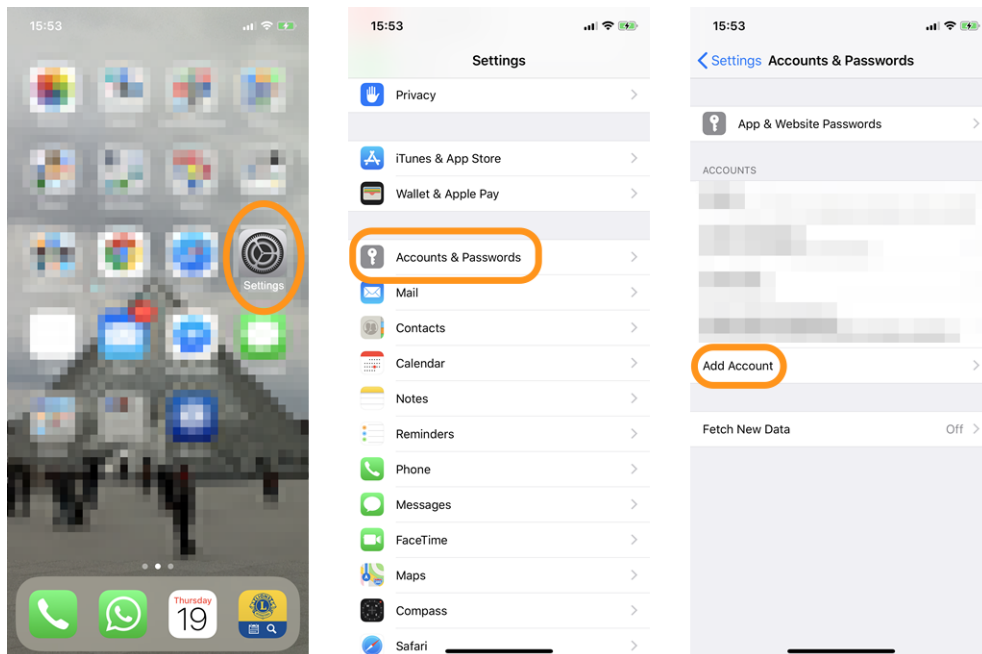 15:53
Settings
Thursday
19
L
15:53
Settings
Privacy
iTunes & App Store
Wallet & Apple Pay
Accounts & Passwords
Mail
Contacts
Calendar
Notes
Reminders
Phone
Messages
FaceTime
Maps
Compass
Safari
15:53
Settings Accounts & Passwords
App & Website Passwords
ACCOUNTS
Add Account
Fetch New Data Off